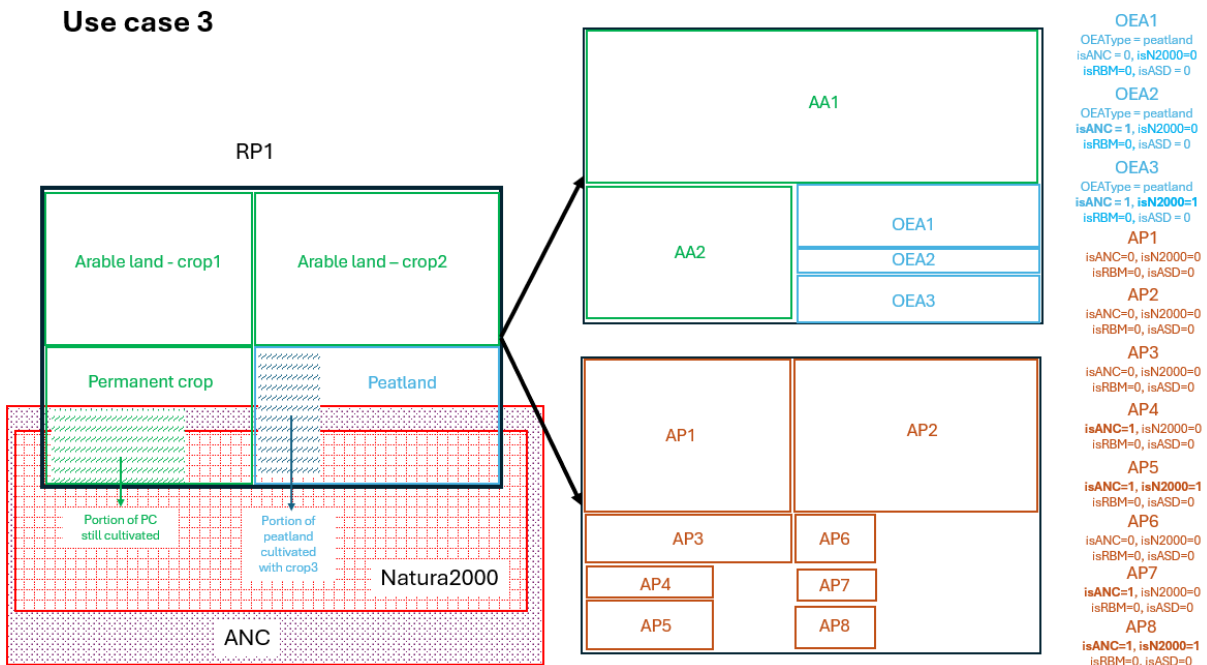 Use case 3
RP1
Arable land - crop1
Arable land – crop2
Permanent crop
Peatland
Portion of PC
still cultivated
Portion of
peatland
cultivated
with crop3
Natura2000
ANC
AA1
AA2
OEA1
OEA2
OEA3
AP1
AP2
AP3
AP6
AP4
AP7
AP5
AP8
OEA1
OEAType = peatland
isANC = 0, isN2000=0
isRBM=0, isASD = 0
OEA2
OEAType = peatland
isANC = 1, isN2000=0
isRBM=0, isASD = 0
OEA3
OEAType = peatland
isANC = 1, isN2000=1
isRBM=0, isASD = 0
AP1
isANC=0, isN2000=0
isRBM=0, isASD=0
AP2
isANC=0, isN2000=0
isRBM=0, isASD=0
AP3
isANC=0, isN2000=0
isRBM=0, isASD=0
AP4
isANC=1, isN2000=0
isRBM=0, isASD=0
AP5
isANC=1, isN2000=1
isRBM=0, isASD=0
AP6
isANC=0, isN2000=0
isRBM=0, isASD=0
AP7
isANC=1, isN2000=0
isRBM=0, isASD=0
AP8
isANC=1, isN2000=1
isRBM=0, isASD=0